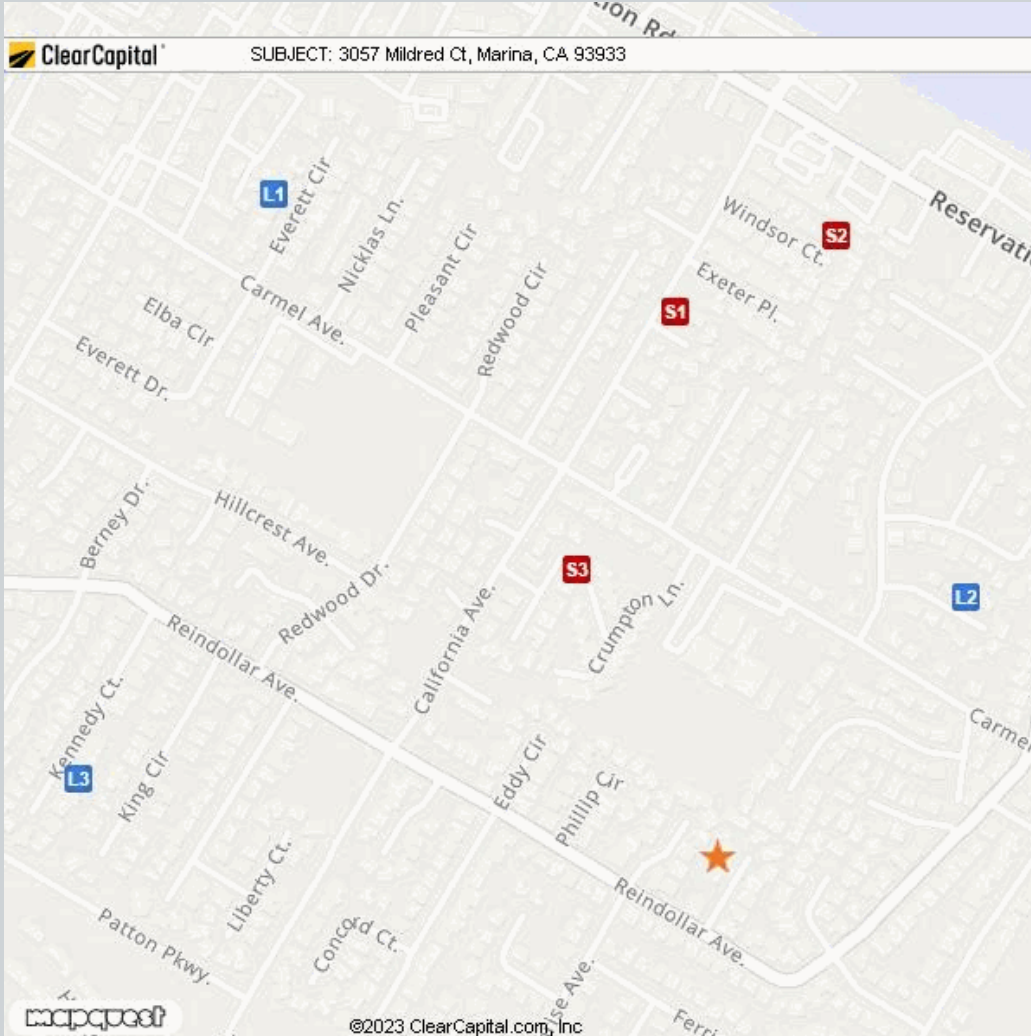 ClearCapital
SUBJECT: 3057 Mildred Ct, Marina, CA 93933
L1
Everett Cir
Nicklas Ln.
Pleasant Cir
Redwood Cir
Windsor Ct.
S2
Reservati
Exeter Pl.
S1
Carmel Ave.
Elba Cir
Everett Dr.
Berney Dr.
Hillcrest Ave.
Redwood Dr.
California Ave.
S3
Crumpton Ln.
L2
Reindollar Ave.
Kennedy Ct.
L3
King Cir
Eddy Cir
Phillip Cir
Carmel
Liberty Ct.
Concord Ct.
Reindollar Ave.
Patton Pkwy.
mapquest
©2023 ClearCapital.com, Inc